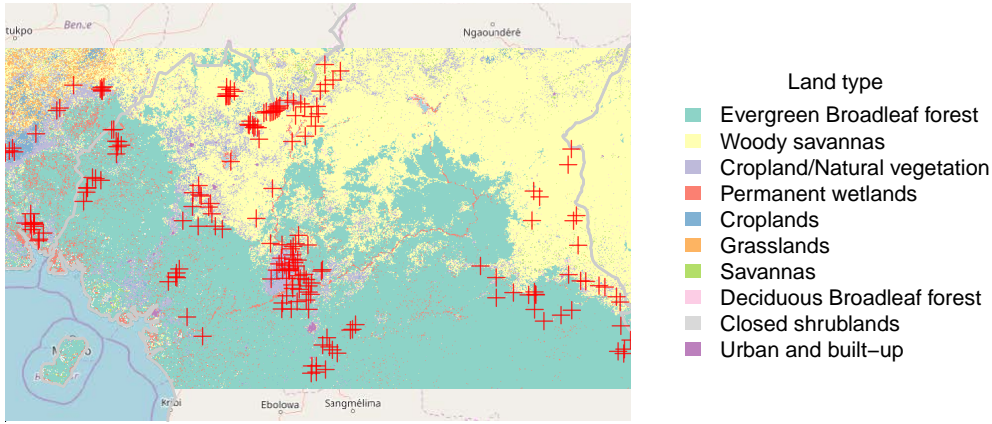 tukpo
Benue
Ngaoundéré
Kribi
Ebolowa
Sangmélima
Land type
Evergreen Broadleaf forest
Woody savannas
Cropland/Natural vegetation
Permanent wetlands
Croplands
Grasslands
Savannas
Deciduous Broadleaf forest
Closed shrublands
Urban and built−up